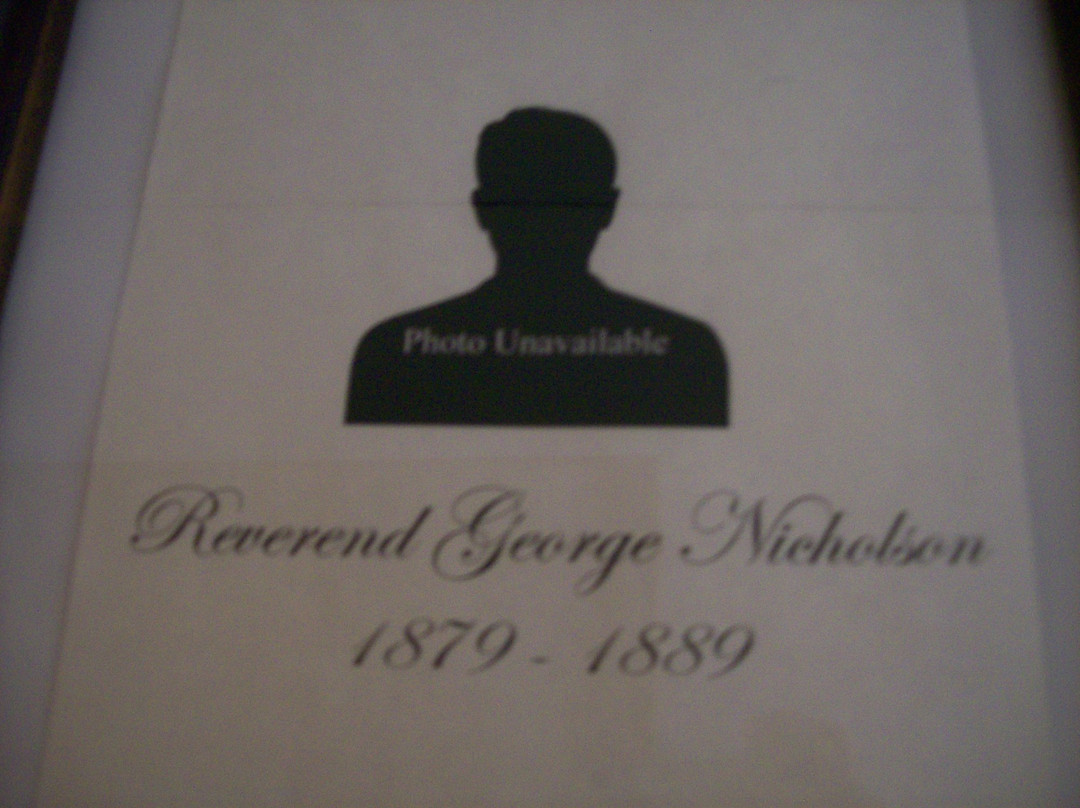 Photo Unavailable
Reverend George Nicholson
1879 - 1889